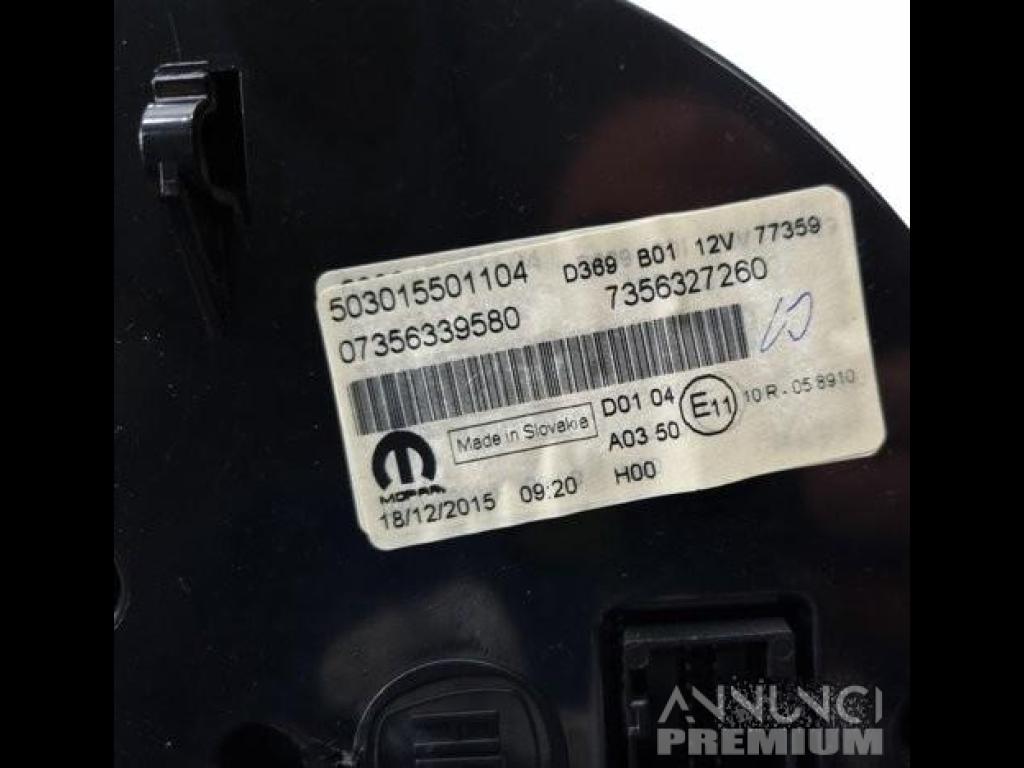 503015501104 D369 B01 12V 77359
07356339580 7356327260
Made in Slovakia D01 04 E11 10 R - 05 8910
A03 50
MOPAR H00
18/12/2015 09:20
ANNUNCI
PREMIUM